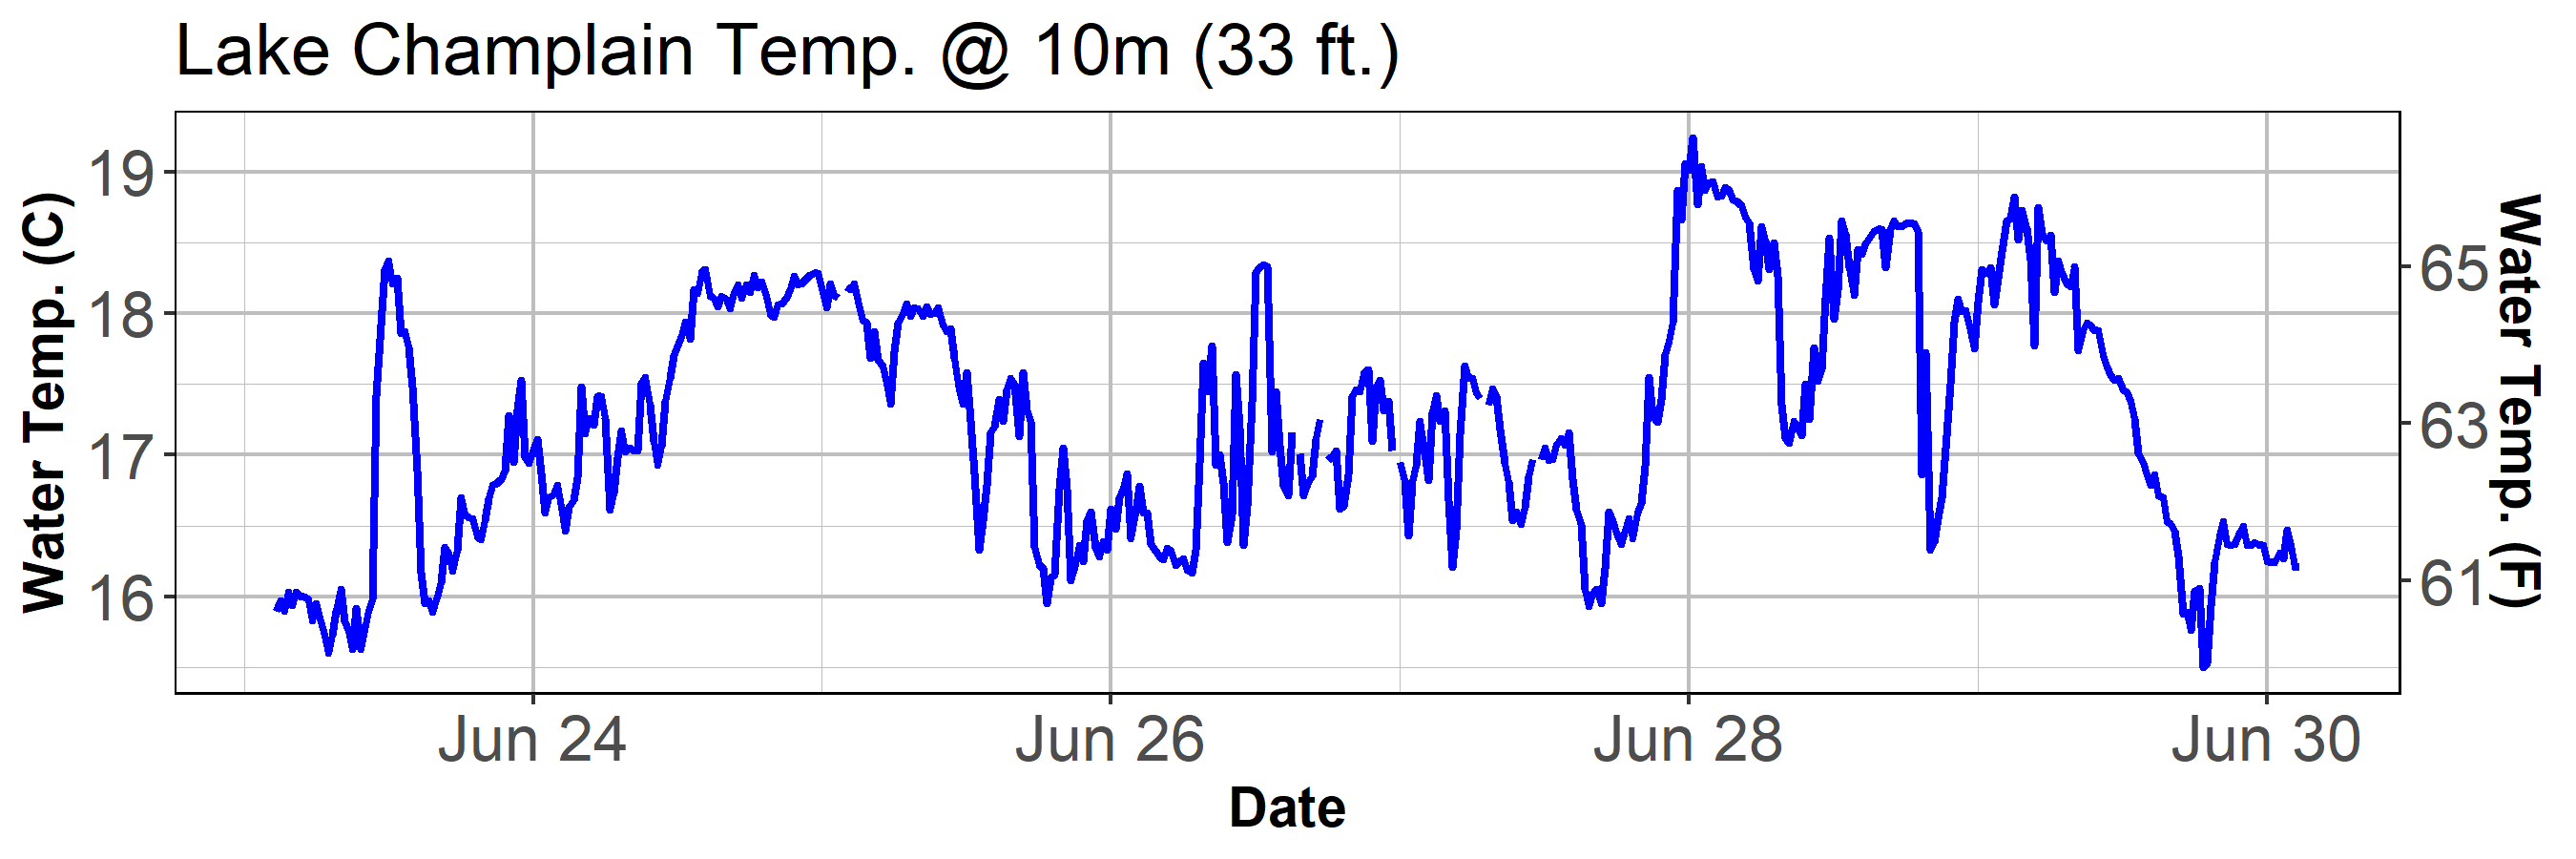 Lake Champlain Temp. @ 10m (33 ft.)
Water Temp. (C)
19
18
17
16
65
63
61
Water Temp. (F)
Jun 24
Jun 26
Jun 28
Jun 30
Date